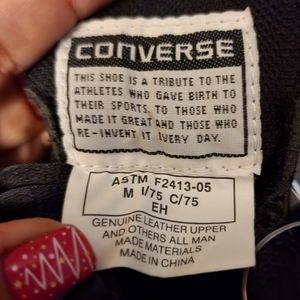 CONVERSE
THIS SHOE IS A TRIBUTE TO THE
ATHLETES WHO GAVE BIRTH TO
THEIR SPORTS. TO THOSE WHO
MADE IT GREAT AND THOSE WHO
RE-INVENT IT EVERY DAY.
ASTM F2413-05
M I/75 C/75
EH
GENUINE LEATHER UPPER
AND OTHERS ALL MAN
MADE MATERIALS
MADE IN CHINA